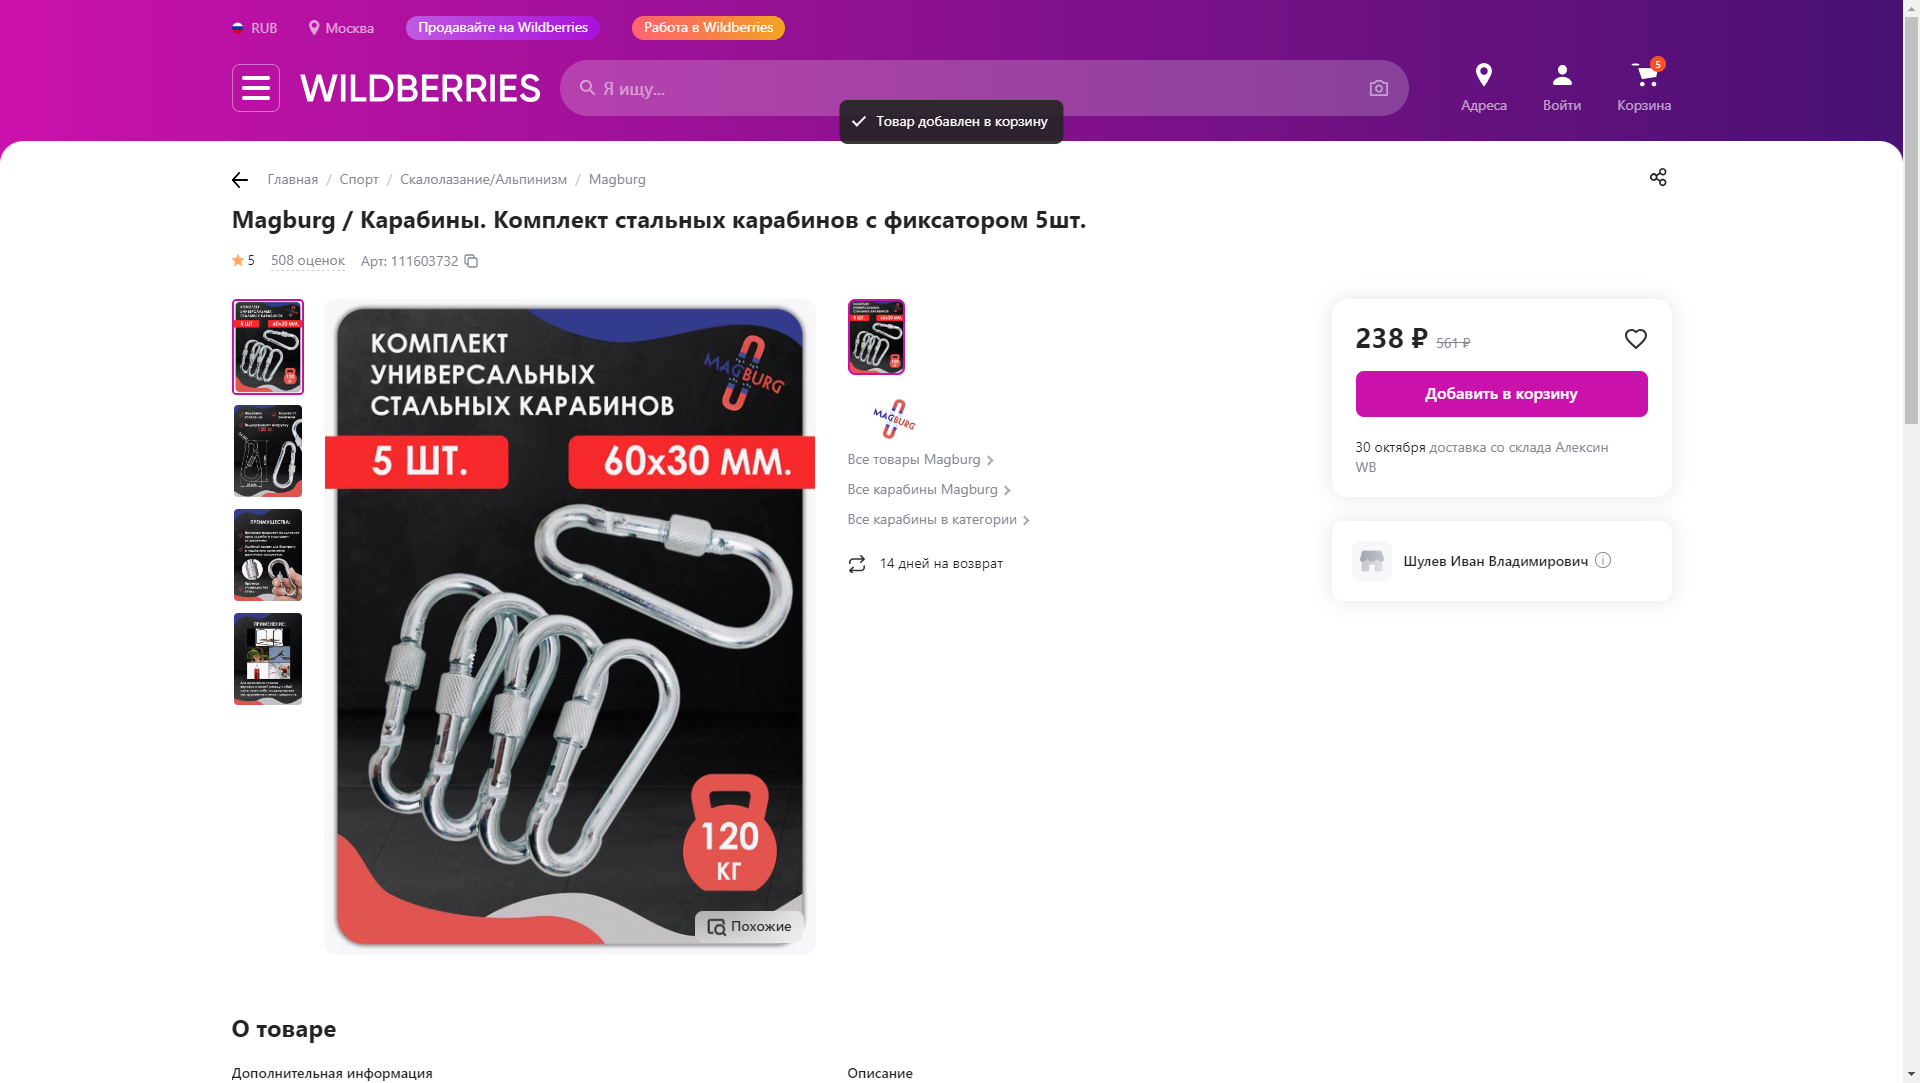 RUB
Москва
Продавайте на Wildberries
Работа в Wildberries
WILDBERRIES
Я ищу...
Адреса
Войти
5
Корзина
Товар добавлен в корзину
Главная / Спорт / Скалолазание/Альпинизм / Magburg
Magburg / Карабины. Комплект стальных карабинов с фиксатором 5шт.
5
508 оценок
Арт: 111603732
КОМПЛЕКТ
УНИВЕРСАЛЬНЫХ
СТАЛЬНЫХ КАРАБИНОВ
MAGBURG
5 ШТ.
60x30 ММ.
120
КГ
Похожие
ПРЕИМУЩЕСТВА:
ПРИМЕНЕНИЕ:
MAGBURG
Все товары Magburg
Все карабины Magburg
Все карабины в категории
14 дней на возврат
238 ₽ 561 ₽
Добавить в корзину
30 октября доставка со склада Алексин
WB
Шулев Иван Владимирович
О товаре
Дополнительная информация
Описание